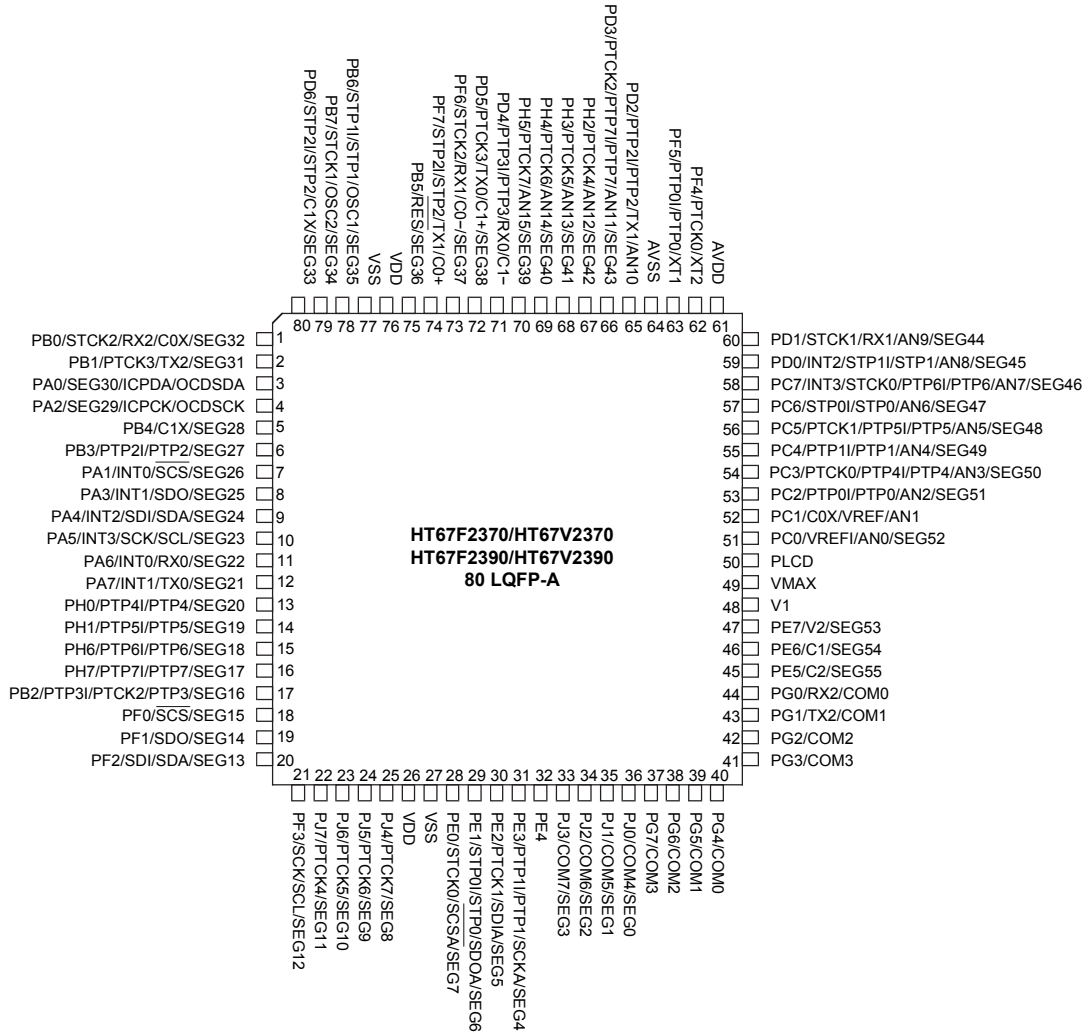 PD6/STP2I/STP2/C1X/SEG33
PB7/STCK1/OSC2/SEG34
PB6/STP1I/STP1/OSC1/SEG35
VSS
VDD
PB5/RES/SEG36
PF7/STP2I/STP2/TX1/C0+
PF6/STCK2/RX1/C0−/SEG37
PD5/PTCK3/TX0/C1+/SEG38
PD4/PTP3I/PTP3/RX0/C1−
PH5/PTCK7/AN15/SEG39
PH4/PTCK6/AN14/SEG40
PH3/PTCK5/AN13/SEG41
PH2/PTCK4/AN12/SEG42
PD3/PTCK2/PTP7I/PTP7/AN11/SEG43
PD2/PTP2I/PTP2/TX1/AN10
AVSS
PF5/PTP0I/PTP0/XT1
PF4/PTCK0/XT2
AVDD
80 79 78 77 76 75 74 73 72 71 70 69 68 67 66 65 64 63 62 61
PB0/STCK2/RX2/C0X/SEG32 1
PB1/PTCK3/TX2/SEG31 2
PA0/SEG30/ICPDA/OCDSDA 3
PA2/SEG29/ICPCK/OCDSCK 4
PB4/C1X/SEG28 5
PB3/PTP2I/PTP2/SEG27 6
PA1/INT0/SCS/SEG26 7
PA3/INT1/SDO/SEG25 8
PA4/INT2/SDI/SDA/SEG24 9
PA5/INT3/SCK/SCL/SEG23 10
PA6/INT0/RX0/SEG22 11
PA7/INT1/TX0/SEG21 12
PH0/PTP4I/PTP4/SEG20 13
PH1/PTP5I/PTP5/SEG19 14
PH6/PTP6I/PTP6/SEG18 15
PH7/PTP7I/PTP7/SEG17 16
PB2/PTP3I/PTCK2/PTP3/SEG16 17
PF0/SCS/SEG15 18
PF1/SDO/SEG14 19
PF2/SDI/SDA/SEG13 20
HT67F2370/HT67V2370
HT67F2390/HT67V2390
80 LQFP-A
60 PD1/STCK1/RX1/AN9/SEG44
59 PD0/INT2/STP1I/STP1/AN8/SEG45
58 PC7/INT3/STCK0/PTP6I/PTP6/AN7/SEG46
57 PC6/STP0I/STP0/AN6/SEG47
56 PC5/PTCK1/PTP5I/PTP5/AN5/SEG48
55 PC4/PTP1I/PTP1/AN4/SEG49
54 PC3/PTCK0/PTP4I/PTP4/AN3/SEG50
53 PC2/PTP0I/PTP0/AN2/SEG51
52 PC1/C0X/VREF/AN1
51 PC0/VREFI/AN0/SEG52
50 PLCD
49 VMAX
48 V1
47 PE7/V2/SEG53
46 PE6/C1/SEG54
45 PE5/C2/SEG55
44 PG0/RX2/COM0
43 PG1/TX2/COM1
42 PG2/COM2
41 PG3/COM3
21 22 23 24 25 26 27 28 29 30 31 32 33 34 35 36 37 38 39 40
PF3/SCK/SCL/SEG12
PJ7/PTCK4/SEG11
PJ6/PTCK5/SEG10
PJ5/PTCK6/SEG9
PJ4/PTCK7/SEG8
VDD
VSS
PE0/STCK0/SCSA/SEG7
PE1/STP0I/STP0/SDOA/SEG6
PE2/PTCK1/SDIA/SEG5
PE3/PTP1I/PTP1/SCKA/SEG4
PE4
PJ3/COM7/SEG3
PJ2/COM6/SEG2
PJ1/COM5/SEG1
PJ0/COM4/SEG0
PG7/COM3
PG6/COM2
PG5/COM1
PG4/COM0